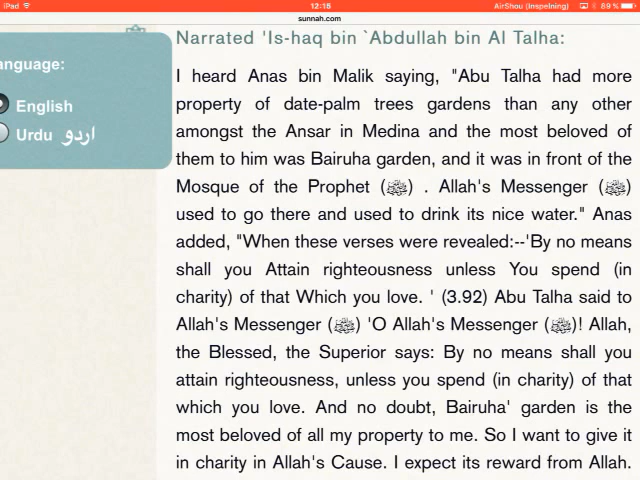 iPad 12:18 AirShou (Inspelning) 89 %
sunnah.com
anguage:
English
Urdu اردو
Narrated 'Is-haq bin `Abdullah bin Al Talha:
I heard Anas bin Malik saying, "Abu Talha had more
property of date-palm trees gardens than any other
amongst the Ansar in Medina and the most beloved of
them to him was Bairuha garden, and it was in front of the
Mosque of the Prophet (ﷺ) . Allah's Messenger (ﷺ)
used to go there and used to drink its nice water." Anas
added, "When these verses were revealed:--'By no means
shall you Attain righteousness unless You spend (in
charity) of that Which you love. ' (3.92) Abu Talha said to
Allah's Messenger (ﷺ) 'O Allah's Messenger (ﷺ)! Allah,
the Blessed, the Superior says: By no means shall you
attain righteousness, unless you spend (in charity) of that
which you love. And no doubt, Bairuha' garden is the
most beloved of all my property to me. So I want to give it
in charity in Allah's Cause. I expect its reward from Allah.